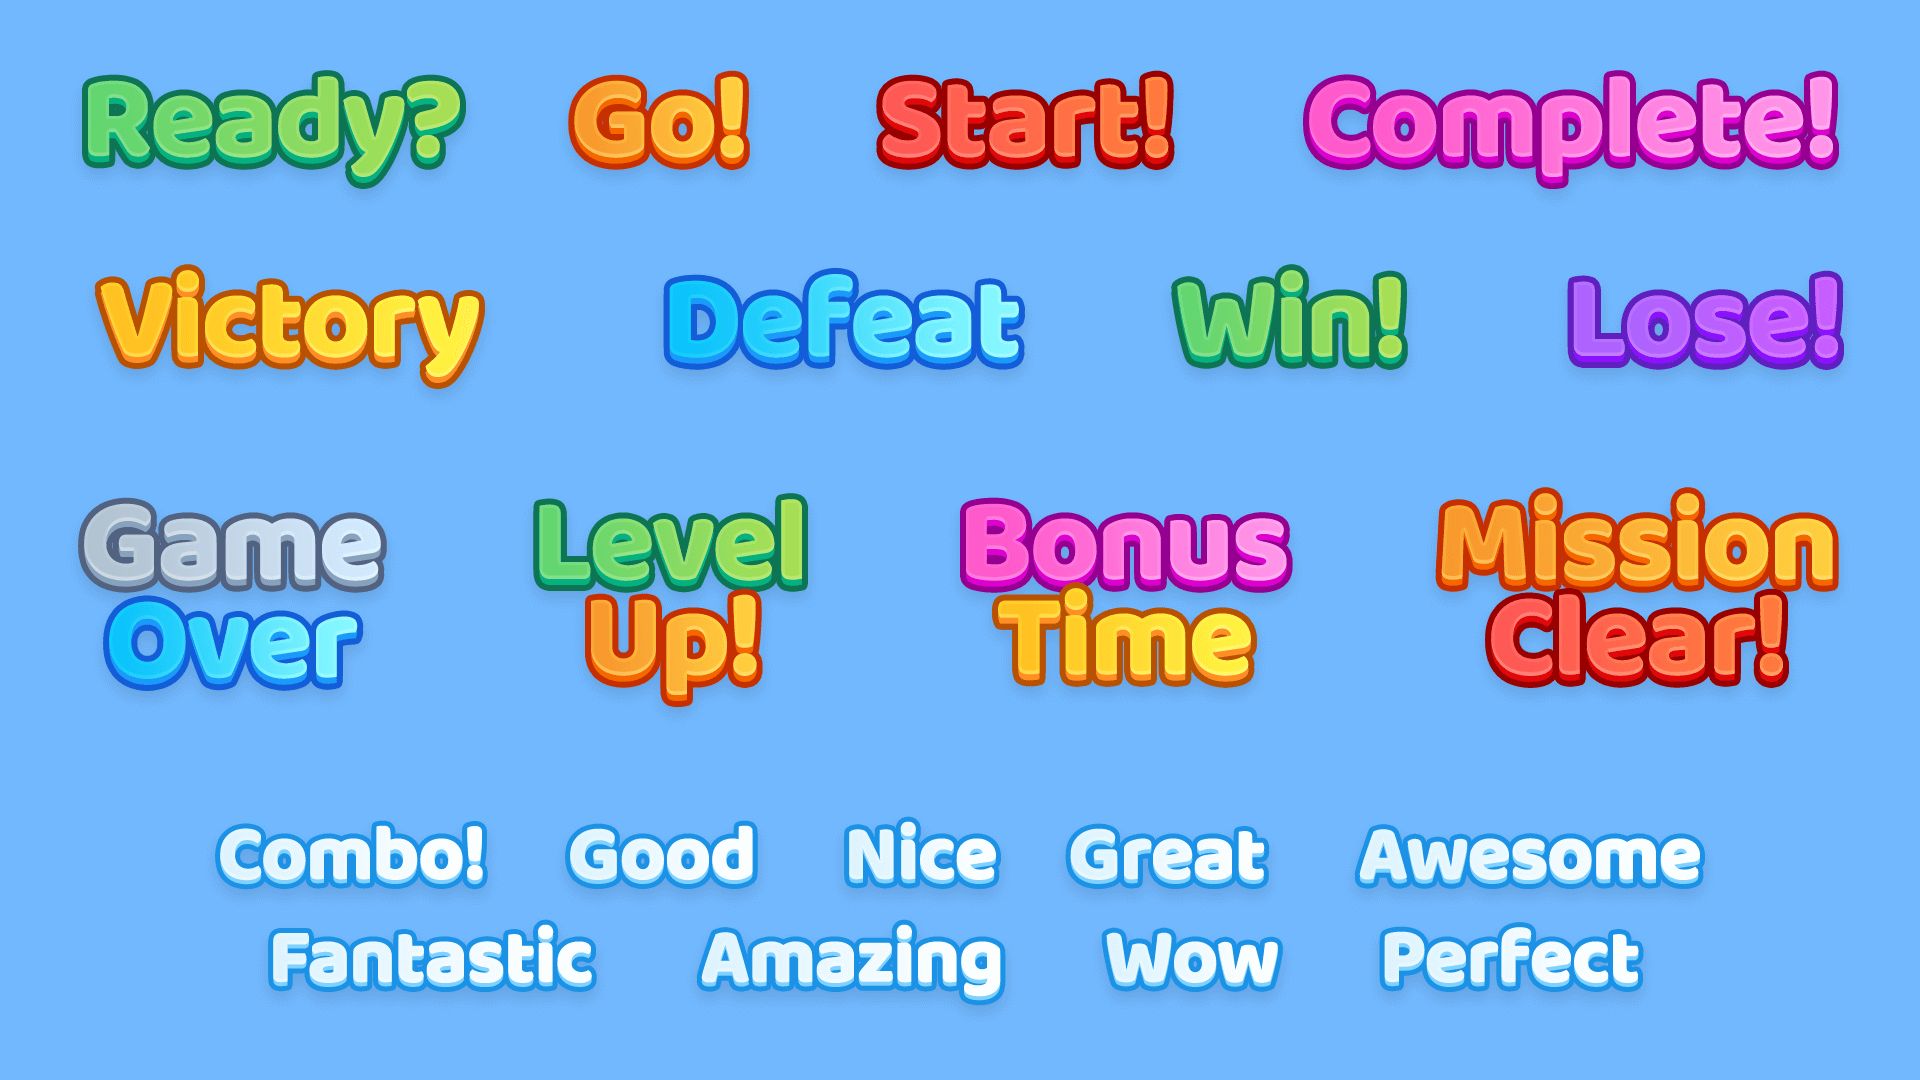 Ready? Go! Start! Complete!
Victory Defeat Win! Lose!
Game Level Bonus Mission
Over Up! Time Clear!
Combo! Good Nice Great Awesome
Fantastic Amazing Wow Perfect